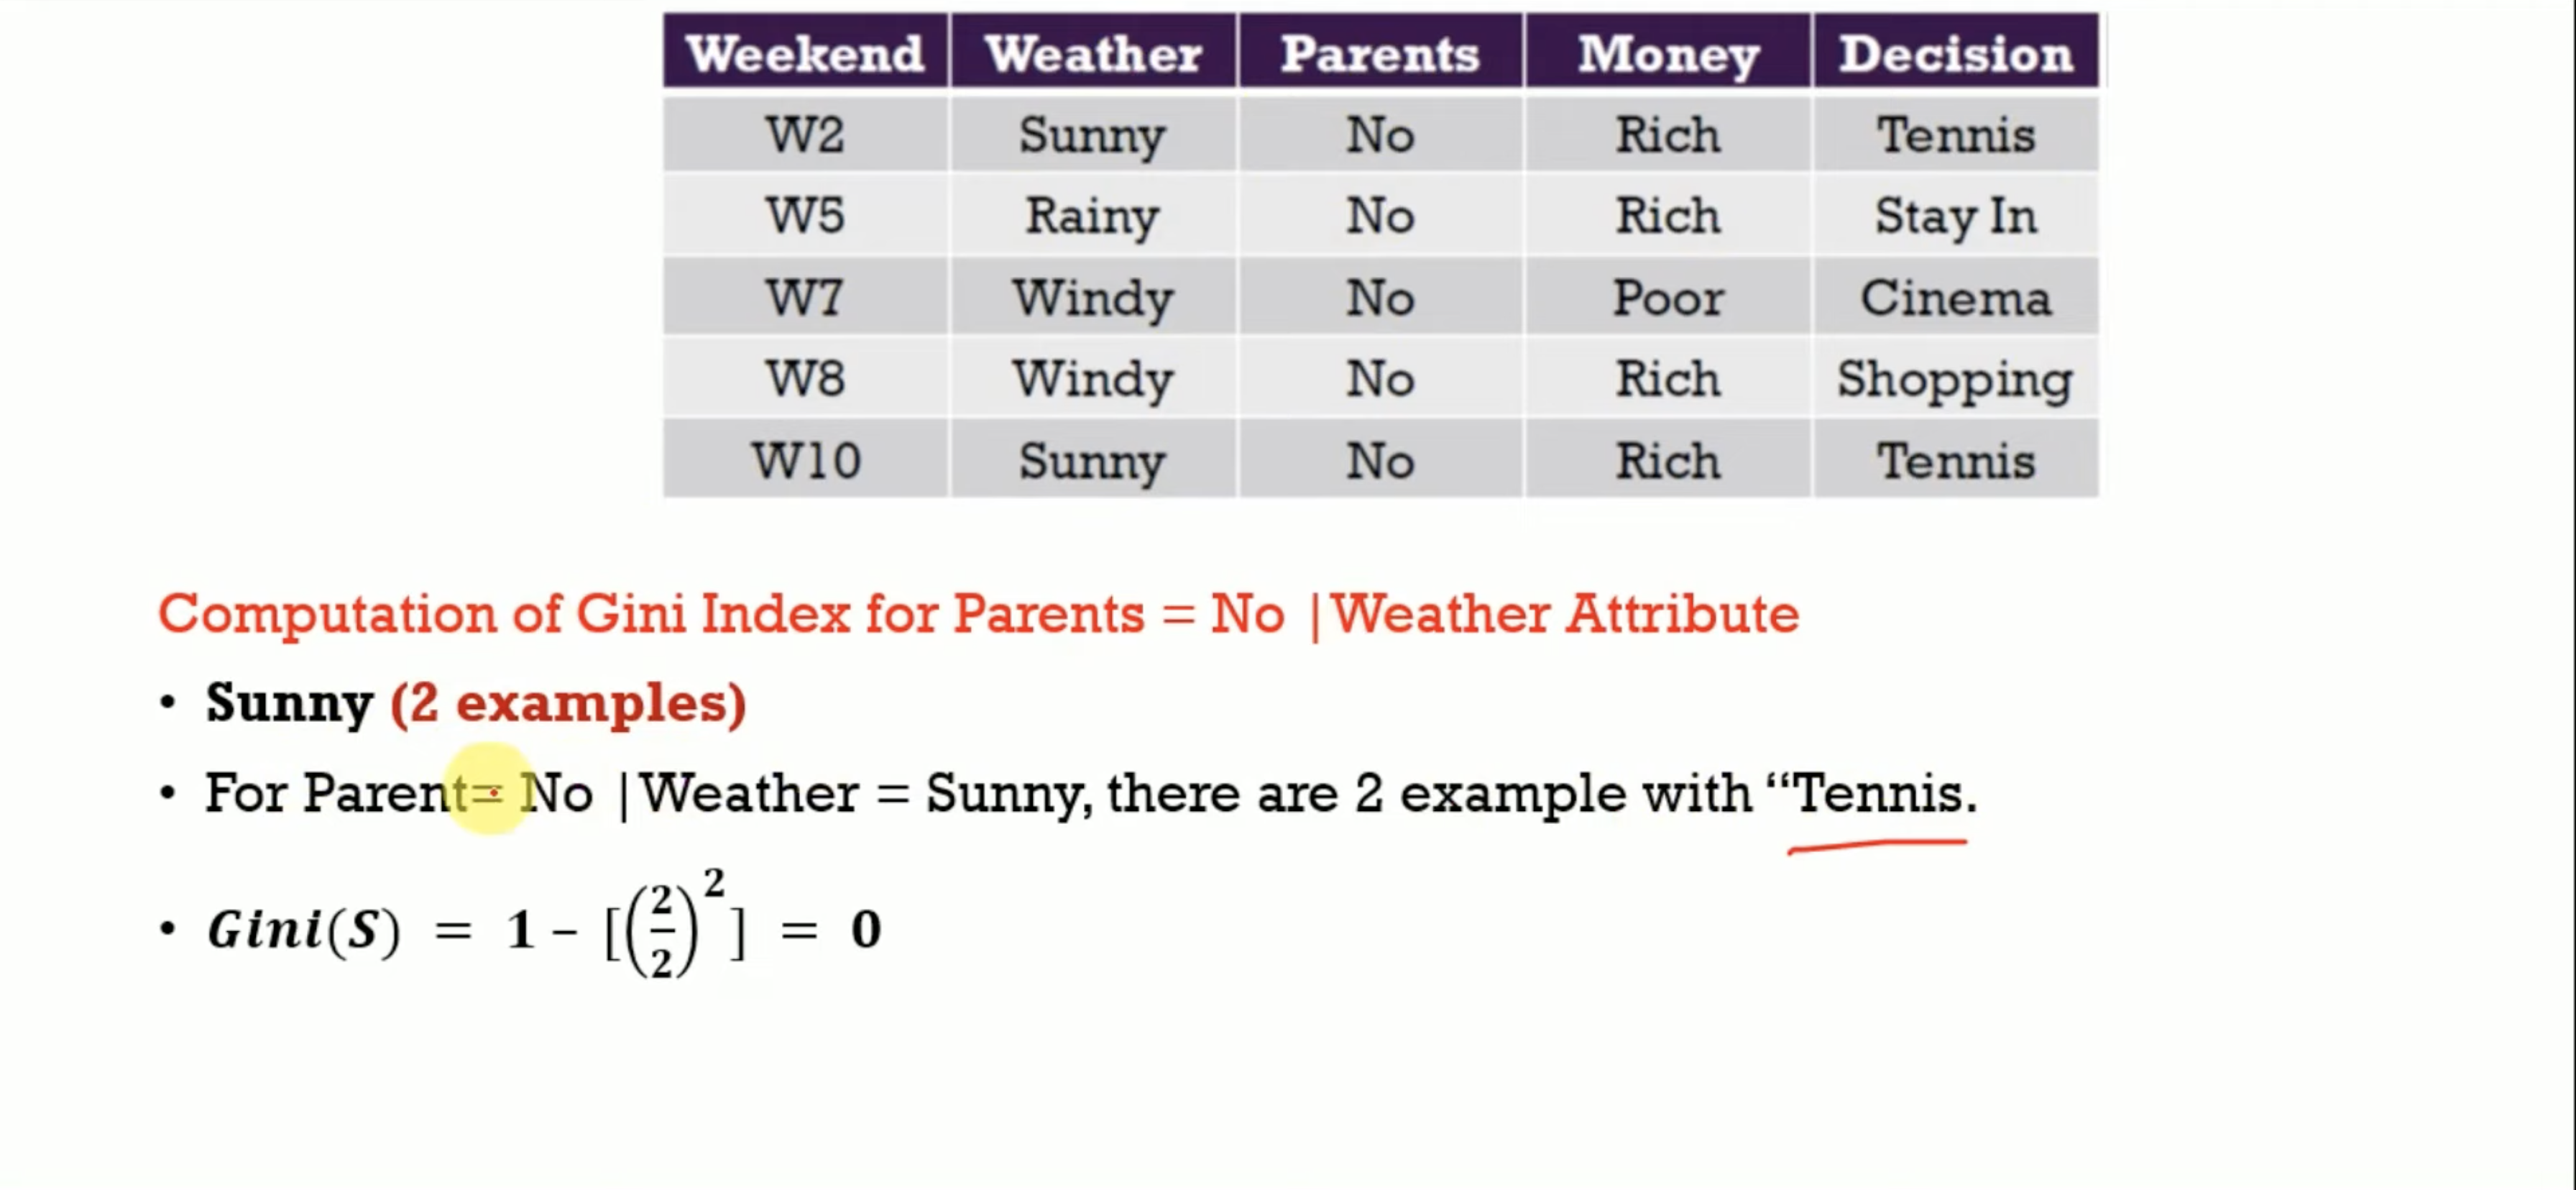 Weekend Weather Parents Money Decision
W2 Sunny No Rich Tennis
W5 Rainy No Rich Stay In
W7 Windy No Poor Cinema
W8 Windy No Rich Shopping
W10 Sunny No Rich Tennis
Computation of Gini Index for Parents = No | Weather Attribute
• Sunny (2 examples)
• For Parent= No | Weather = Sunny, there are 2 example with “Tennis.
• Gini(S) = 1 – [(2/2)²] = 0